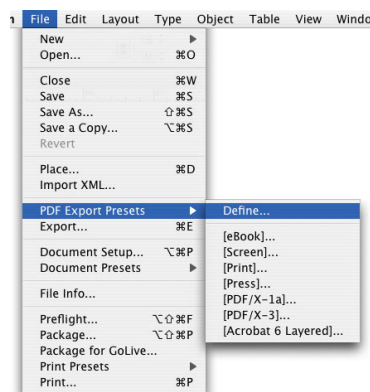 File Edit Layout Type Object Table View
New
Open... ⌘O
Close ⌘W
Save ⌘S
Save As... ⇧⌘S
Save a Copy... ⌥⌘S
Revert
Place... ⌘D
Import XML...
PDF Export Presets
Define...
Export... ⌘E
[eBook]...
Document Setup... ⌥⌘P
[Screen]...
Document Presets
[Print]...
[Press]...
File Info...
[PDF/X-1a]...
Preflight... ⌥⇧⌘F
[PDF/X-3]...
Package... ⌥⇧⌘P
[Acrobat 6 Layered]...
Package for GoLive...
Print Presets
Print... ⌘P